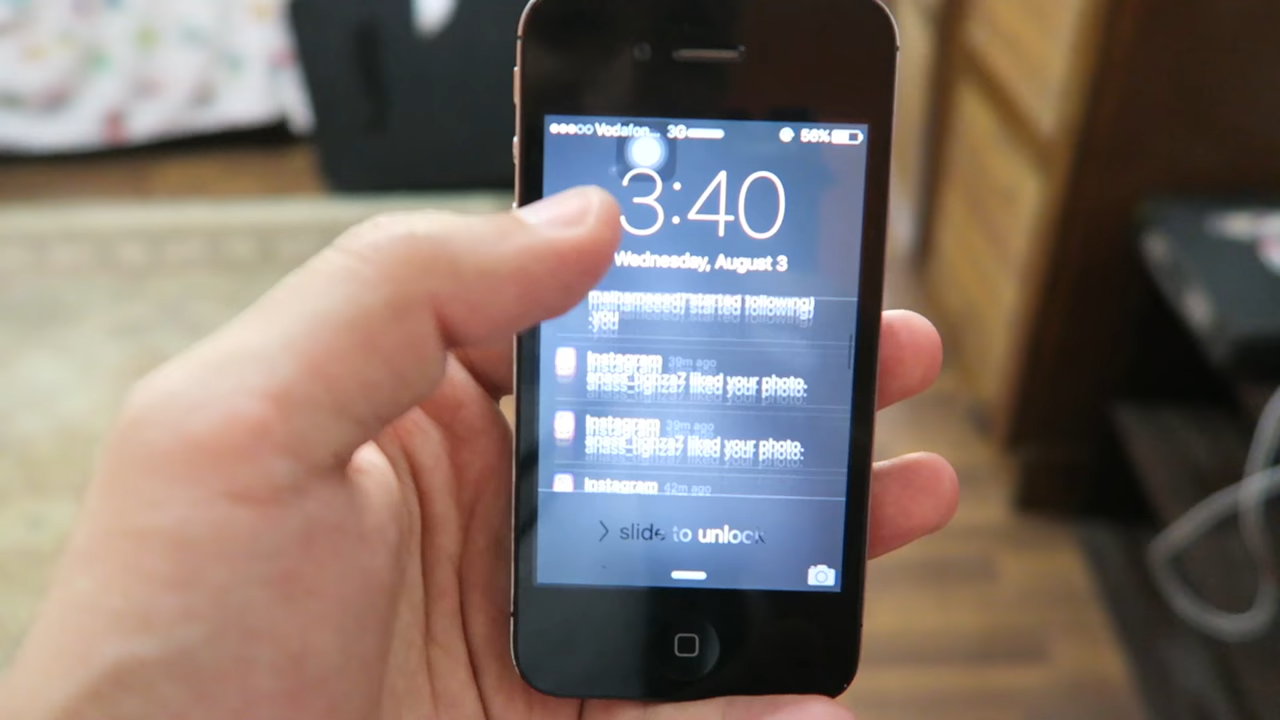 Vodafon... 3G 56%
3:40
Wednesday, August 3
started following)
.you
Instagram 39m ago
liked your photo.
Instagram 39m ago
liked your photo.
Instagram 42m ago
> slide to unlock